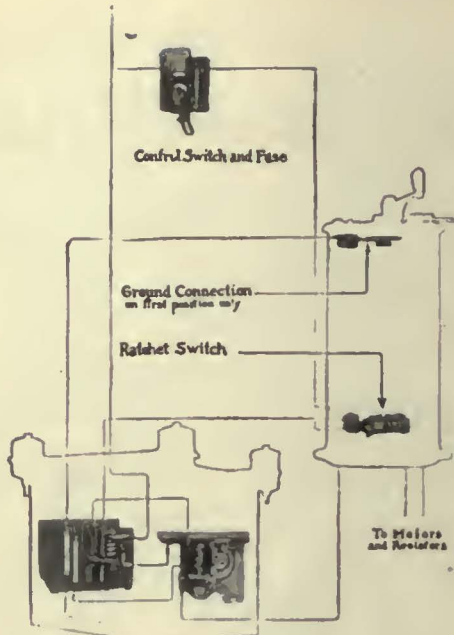 Control Switch and Fuse
Ground Connection
on first position only
Ratchet Switch
To Motors
and Resistors